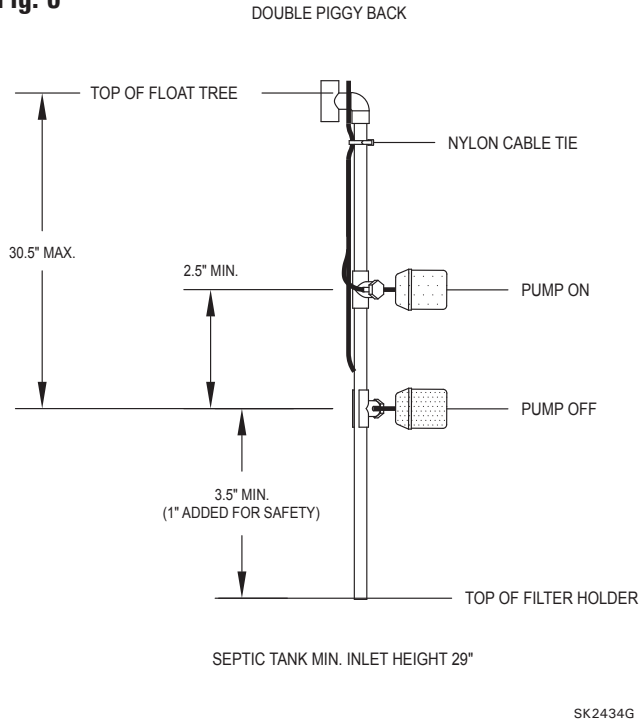 Fig. 6
DOUBLE PIGGY BACK
TOP OF FLOAT TREE
NYLON CABLE TIE
30.5" MAX.
2.5" MIN.
PUMP ON
PUMP OFF
3.5" MIN.
(1" ADDED FOR SAFETY)
TOP OF FILTER HOLDER
SEPTIC TANK MIN. INLET HEIGHT 29"
SK2434G